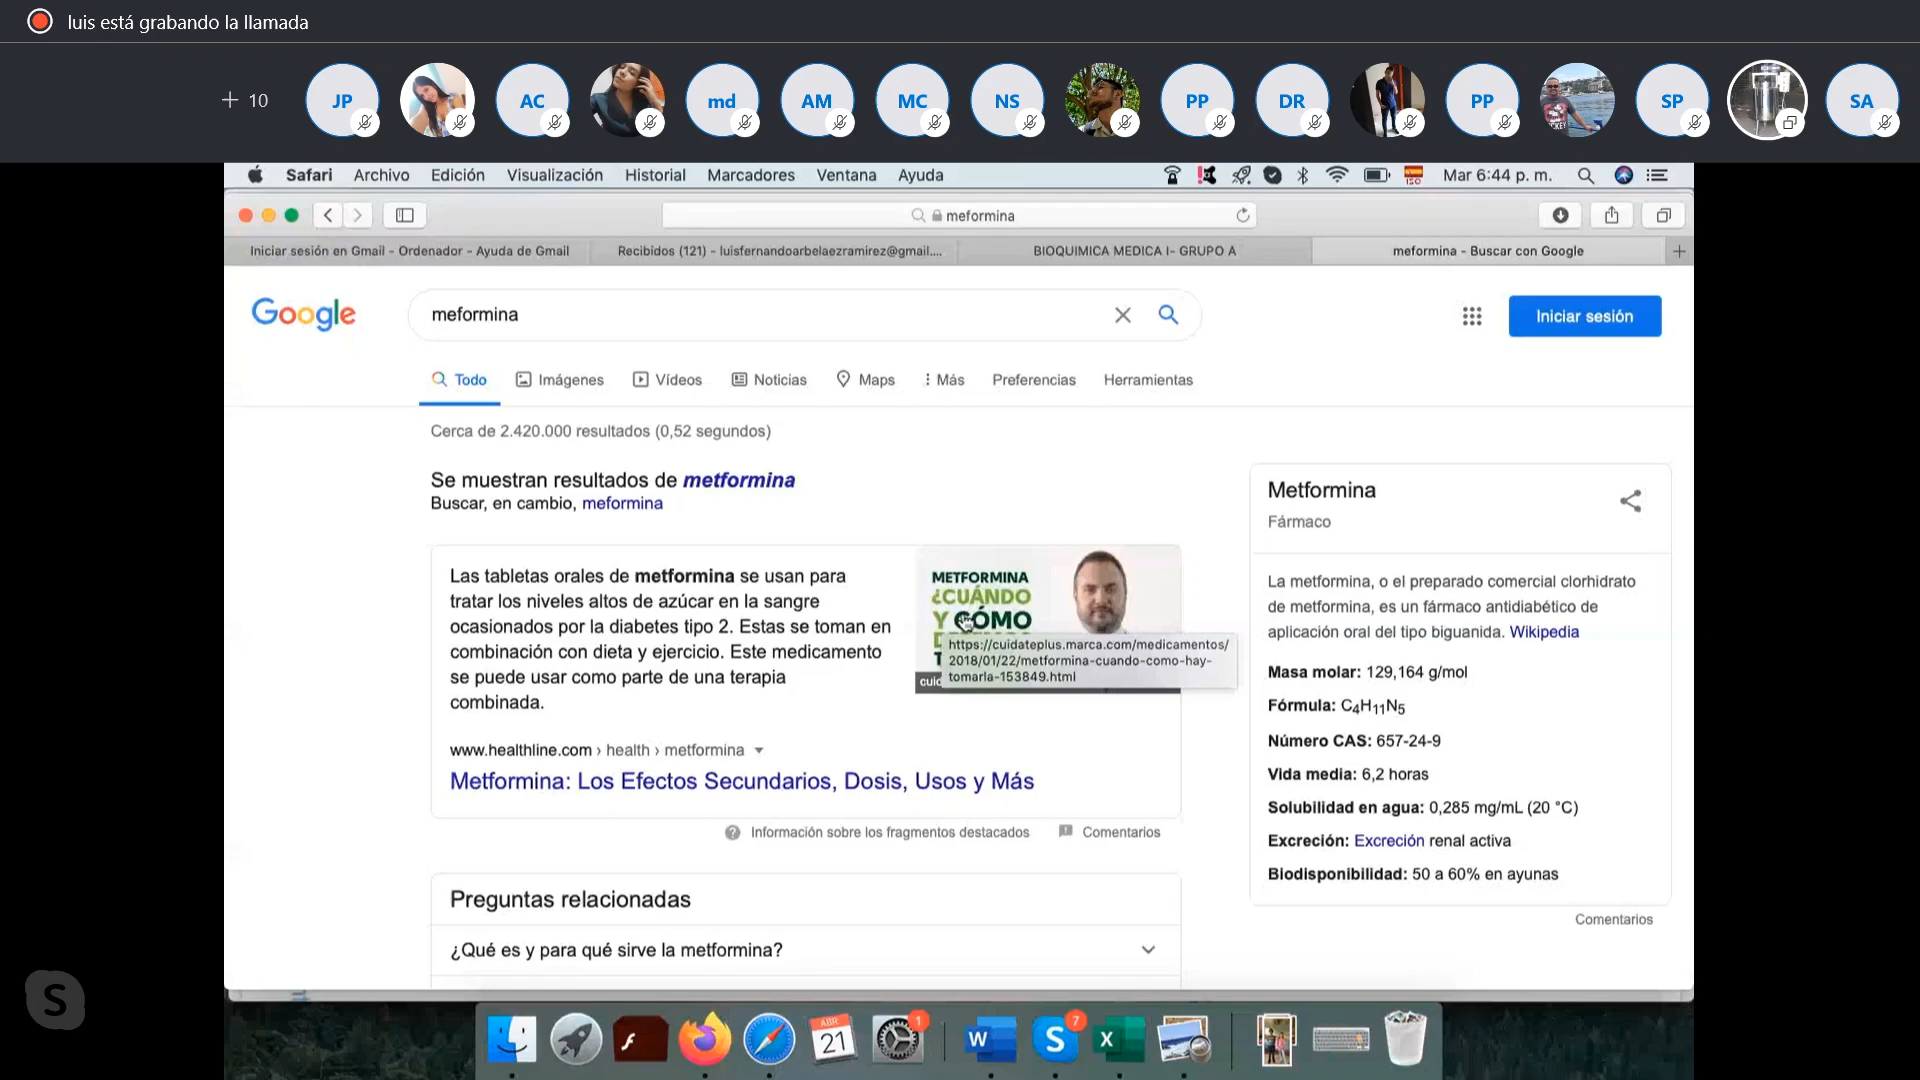 luis está grabando la llamada
+ 10
JP
AC
md
AM
MC
NS
PP
DR
PP
SP
SA
Safari Archivo Edición Visualización Historial Marcadores Ventana Ayuda
ISO
Mar 6:44 p. m.
meformina
Iniciar sesión en Gmail - Ordenador - Ayuda de Gmail
Recibidos (121) - luisfernandoarbelaezramirez@gmail....
BIOQUIMICA MEDICA I- GRUPO A
meformina - Buscar con Google
Google
meformina
Iniciar sesión
Todo Imágenes Vídeos Noticias Maps Más Preferencias Herramientas
Cerca de 2.420.000 resultados (0,52 segundos)
Se muestran resultados de metformina
Buscar, en cambio, meformina
Las tabletas orales de metformina se usan para
tratar los niveles altos de azúcar en la sangre
ocasionados por la diabetes tipo 2. Estas se toman en
combinación con dieta y ejercicio. Este medicamento
se puede usar como parte de una terapia
combinada.
METFORMINA
¿CUÁNDO
Y CÓMO
https://cuidateplus.marca.com/medicamentos/
2018/01/22/metformina-cuando-como-hay-
tomarla-153849.html
www.healthline.com › health › metformina
Metformina: Los Efectos Secundarios, Dosis, Usos y Más
Información sobre los fragmentos destacados
Comentarios
Preguntas relacionadas
¿Qué es y para qué sirve la metformina?
Metformina
Fármaco
La metformina, o el preparado comercial clorhidrato
de metformina, es un fármaco antidiabético de
aplicación oral del tipo biguanida. Wikipedia
Masa molar: 129,164 g/mol
Fórmula: C₄H₁₁N₅
Número CAS: 657-24-9
Vida media: 6,2 horas
Solubilidad en agua: 0,285 mg/mL (20 °C)
Excreción: Excreción renal activa
Biodisponibilidad: 50 a 60% en ayunas
Comentarios
S
ABR
21
1
W
S
7
X